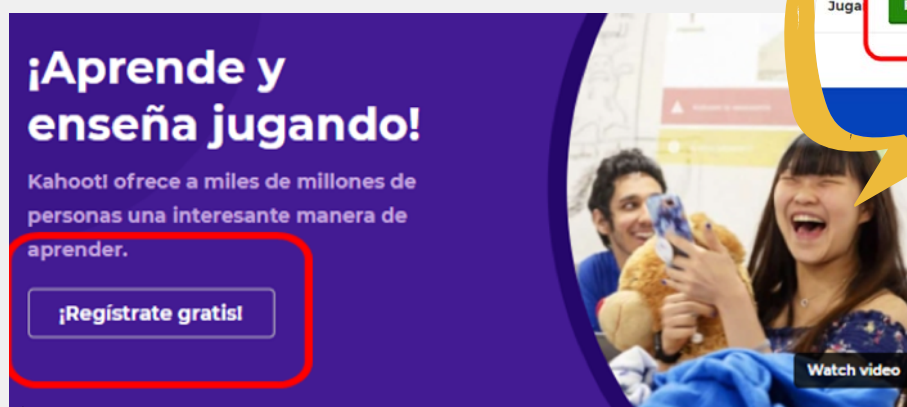 Juga
¡Aprende y
enseña jugando!
Kahoot! ofrece a miles de millones de
personas una interesante manera de
aprender.
¡Regístrate gratis!
Watch video